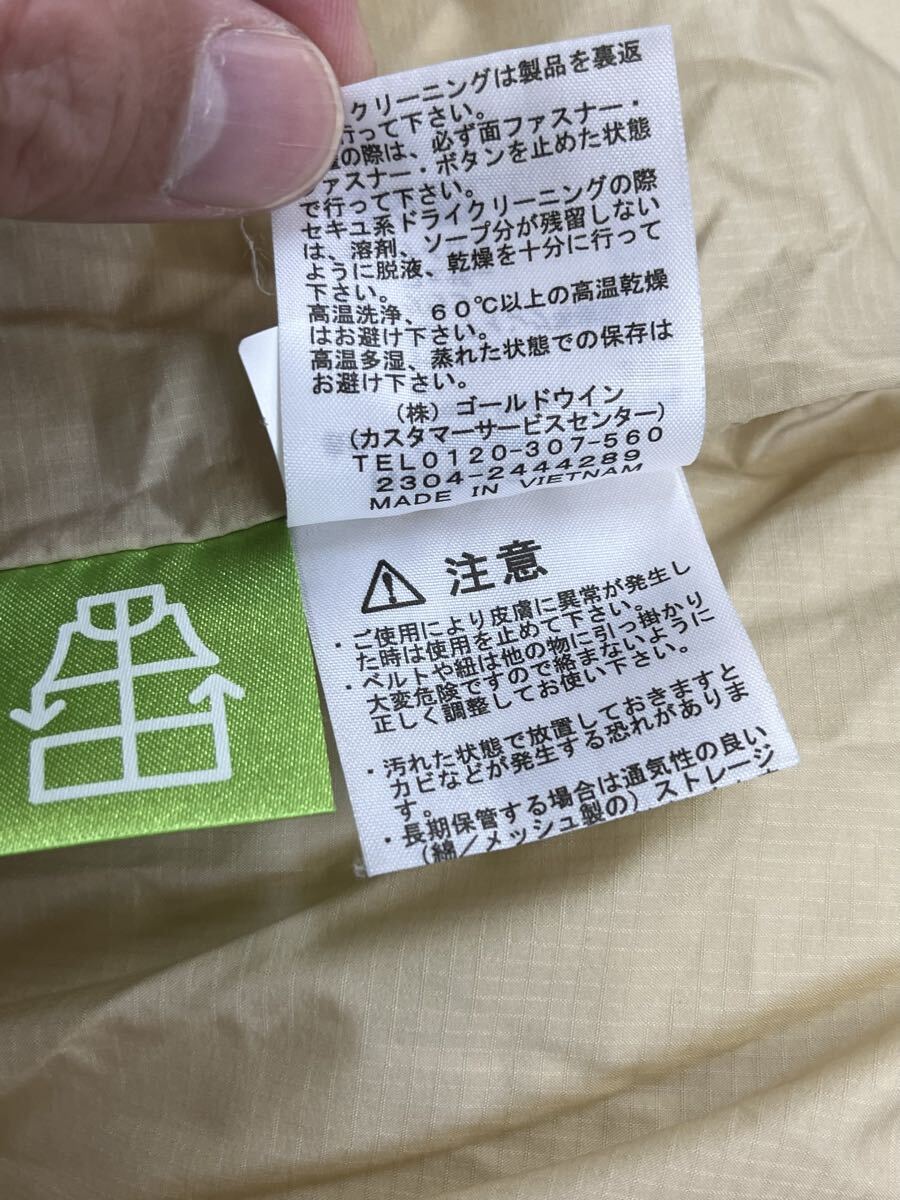 クリーニングは製品を裏返
行って下さい。
の際は、必ず面ファスナー・
ファスナー・ボタンを止めた状態
で行って下さい。
セキユ系ドライクリーニングの際
は、溶剤、ソープ分が残留しない
ように脱液、乾燥を十分に行って
下さい。
高温洗浄、60℃以上の高温乾燥
はお避け下さい。
高温多湿、蒸れた状態での保存は
お避け下さい。
(株) ゴールドウイン
(カスタマーサービスセンター)
TEL0120-307-560
2304-2444289
MADE IN VIETNAM
注意
・ご使用により皮膚に異常が発生し
た時は使用を止めて下さい。
・ベルトや紐は他の物に引っ掛かり
大変危険ですので絡まないように
正しく調整してお使い下さい。
・汚れた状態で放置しておきますと
カビなどが発生する恐れがありま
す。
・長期保管する場合は通気性の良い
(綿/メッシュ製の) ストレージ